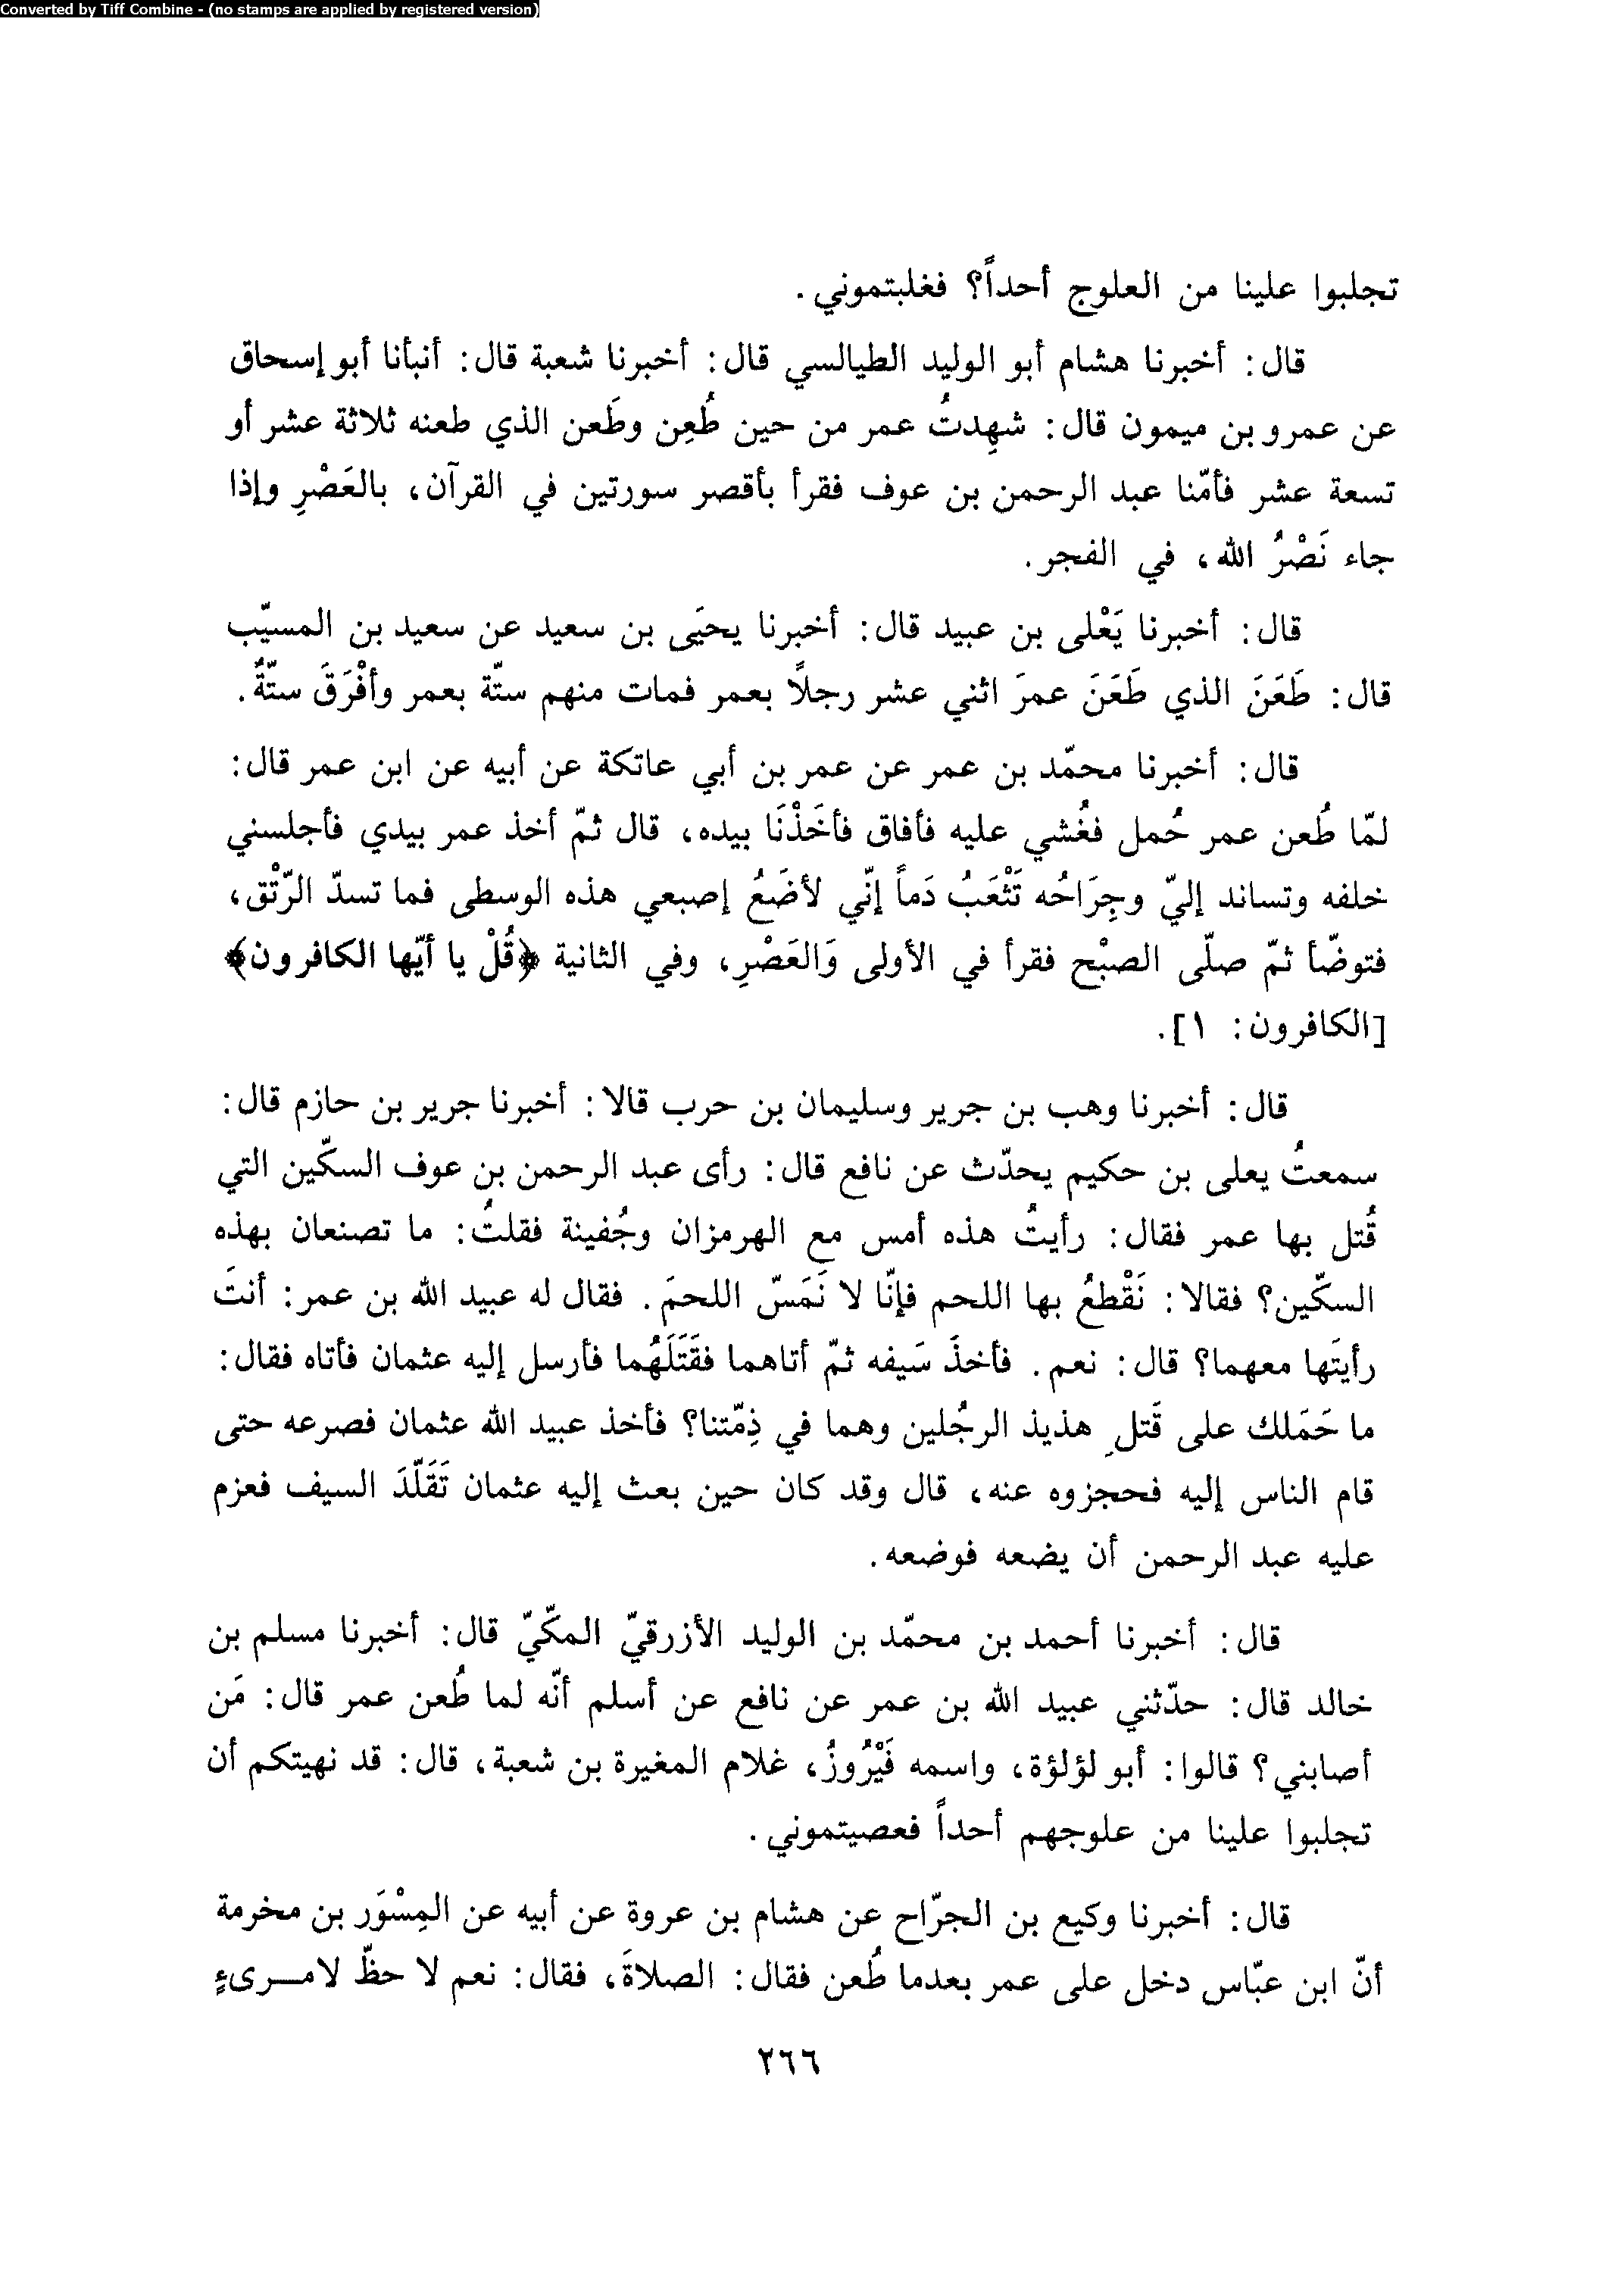 Converted by Tiff Combine - (no stamps are applied by registered version)
تجلبوا علينا من العلوج أحداً؟ فغلبتموني.
قال: أخبرنا هشام أبو الوليد الطيالسي قال: أخبرنا شعبة قال: أنبأنا أبو إسحاق
عن عمرو بن ميمون قال: شهِدتُ عمر من حين طُعِن وطَعن الذي طعنه ثلاثة عشر أو
تسعة عشر فأمّنا عبد الرحمن بن عوف فقرأ بأقصر سورتين في القرآن، بالعَصْرِ وإذا
جاء نَصْرُ الله، في الفجر.
قال: أخبرنا يَعْلى بن عبيد قال: أخبرنا يحيَى بن سعيد عن سعيد بن المسيّب
قال: طَعَنَ الذي طَعَنَ عمرَ اثني عشر رجلاً بعمر فمات منهم ستّة بعمر وأفْرَقَ ستّةٌ.
قال: أخبرنا محمّد بن عمر عن عمر بن أبي عاتكة عن أبيه عن ابن عمر قال:
لمّا طُعن عمر حُمل فغُشي عليه فأفاق فأخَذْنَا بيده، قال ثمّ أخذ عمر بيدي فأجلسني
خلفه وتساند إليّ وجِرَاحُه تَثْعَبُ دَماً إنّي لأضَعُ إصبعي هذه الوسطى فما تسدّ الرّتْق،
فتوضّأ ثمّ صلّى الصبْح فقرأ في الأولى وَالعَصْرِ، وفي الثانية ﴿قُلْ يا أيّها الكافرون﴾
[الكافرون: ١].
قال: أخبرنا وهب بن جرير وسليمان بن حرب قالا: أخبرنا جرير بن حازم قال:
سمعتُ يعلى بن حكيم يحدّث عن نافع قال: رأى عبد الرحمن بن عوف السكّين التي
قُتل بها عمر فقال: رأيتُ هذه أمس مع الهرمزان وجُفينة فقلتُ: ما تصنعان بهذه
السكّين؟ فقالا: نَقْطعُ بها اللحم فإنّا لا نَمَسّ اللحمَ. فقال له عبيد الله بن عمر: أنتَ
رأيتَها معهما؟ قال: نعم. فأخذَ سَيفه ثمّ أتاهما فقَتَلَهُما فأرسل إليه عثمان فأتاه فقال:
ما حَمَلك على قَتلِ هذيذ الرجُلين وهما في ذِمّتنا؟ فأخذ عبيد الله عثمان فصرعه حتى
قام الناس إليه فحجزوه عنه، قال وقد كان حين بعث إليه عثمان تَقَلّدَ السيف فعزم
عليه عبد الرحمن أن يضعه فوضعه.
قال: أخبرنا أحمد بن محمّد بن الوليد الأزرقيّ المكّيّ قال: أخبرنا مسلم بن
خالد قال: حدّثني عبيد الله بن عمر عن نافع عن أسلم أنّه لما طُعن عمر قال: مَن
أصابني؟ قالوا: أبو لؤلؤة، واسمه فَيْرُوزُ، غلام المغيرة بن شعبة، قال: قد نهيتكم أن
تجلبوا علينا من علوجهم أحداً فعصيتموني.
قال: أخبرنا وكيع بن الجرّاح عن هشام بن عروة عن أبيه عن المِسْوَر بن مخرمة
أنّ ابن عبّاس دخل على عمر بعدما طُعن فقال: الصلاةَ، فقال: نعم لا حظّ لامـرىءٍ
٢٦٦